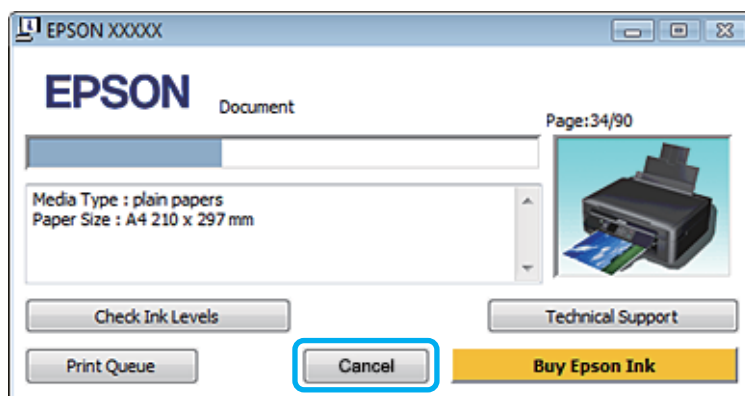 EPSON XXXXX
EPSON
Document
Page:34/90
Media Type : plain papers
Paper Size : A4 210 x 297 mm
Check Ink Levels
Technical Support
Print Queue
Cancel
Buy Epson Ink